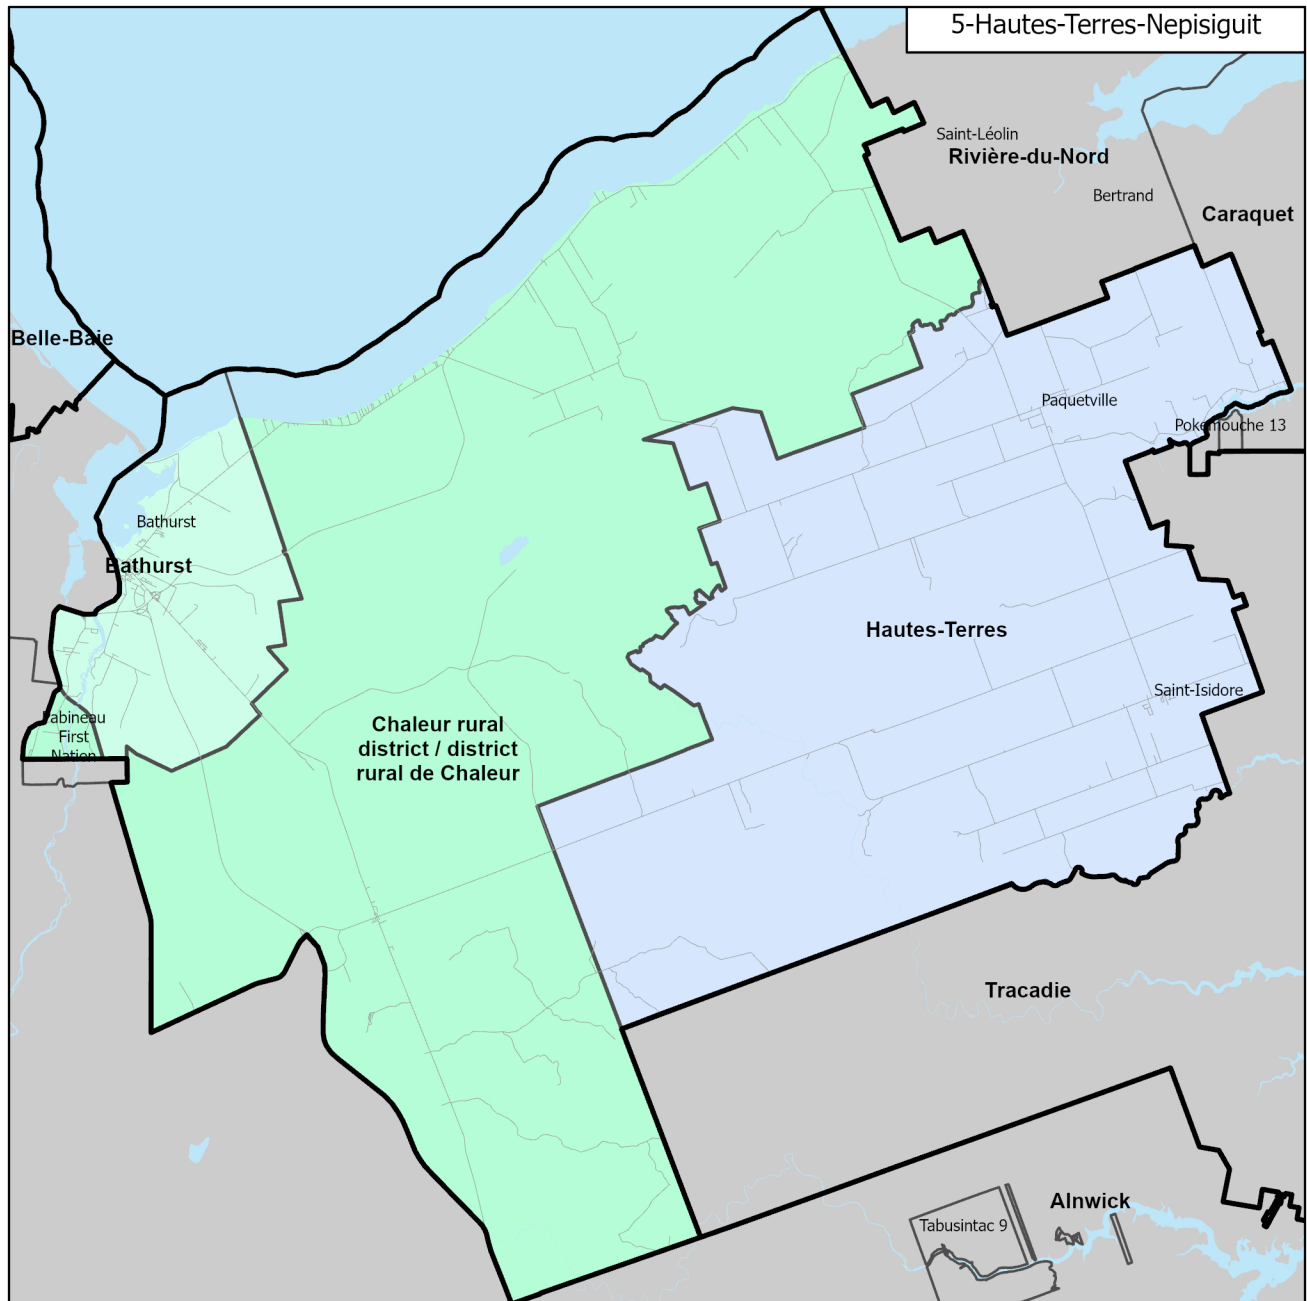 5-Hautes-Terres-Nepisiguit
Saint-Léolin
Rivière-du-Nord
Bertrand
Caraquet
Belle-Baie
Paquetville
Pokemouche 13
Bathurst
Bathurst
Hautes-Terres
Saint-Isidore
Pabineau
First
Nation
Chaleur rural
district / district
rural de Chaleur
Tracadie
Alnwick
Tabusintac 9